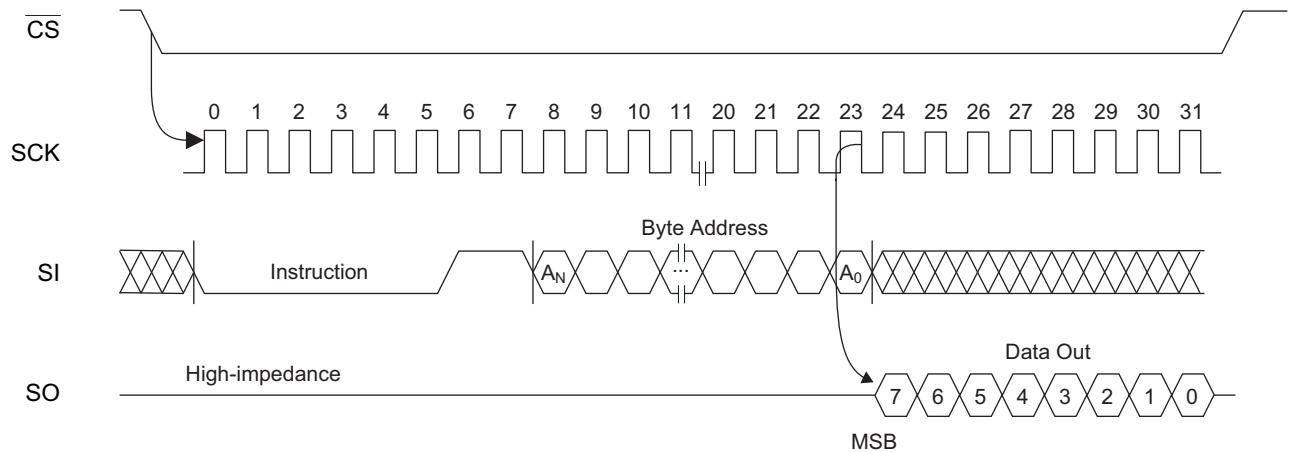 CS
0 1 2 3 4 5 6 7 8 9 10 11 20 21 22 23 24 25 26 27 28 29 30 31
SCK
Byte Address
SI Instruction A_N ... A_0
Data Out
High-impedance
SO 7 6 5 4 3 2 1 0
MSB